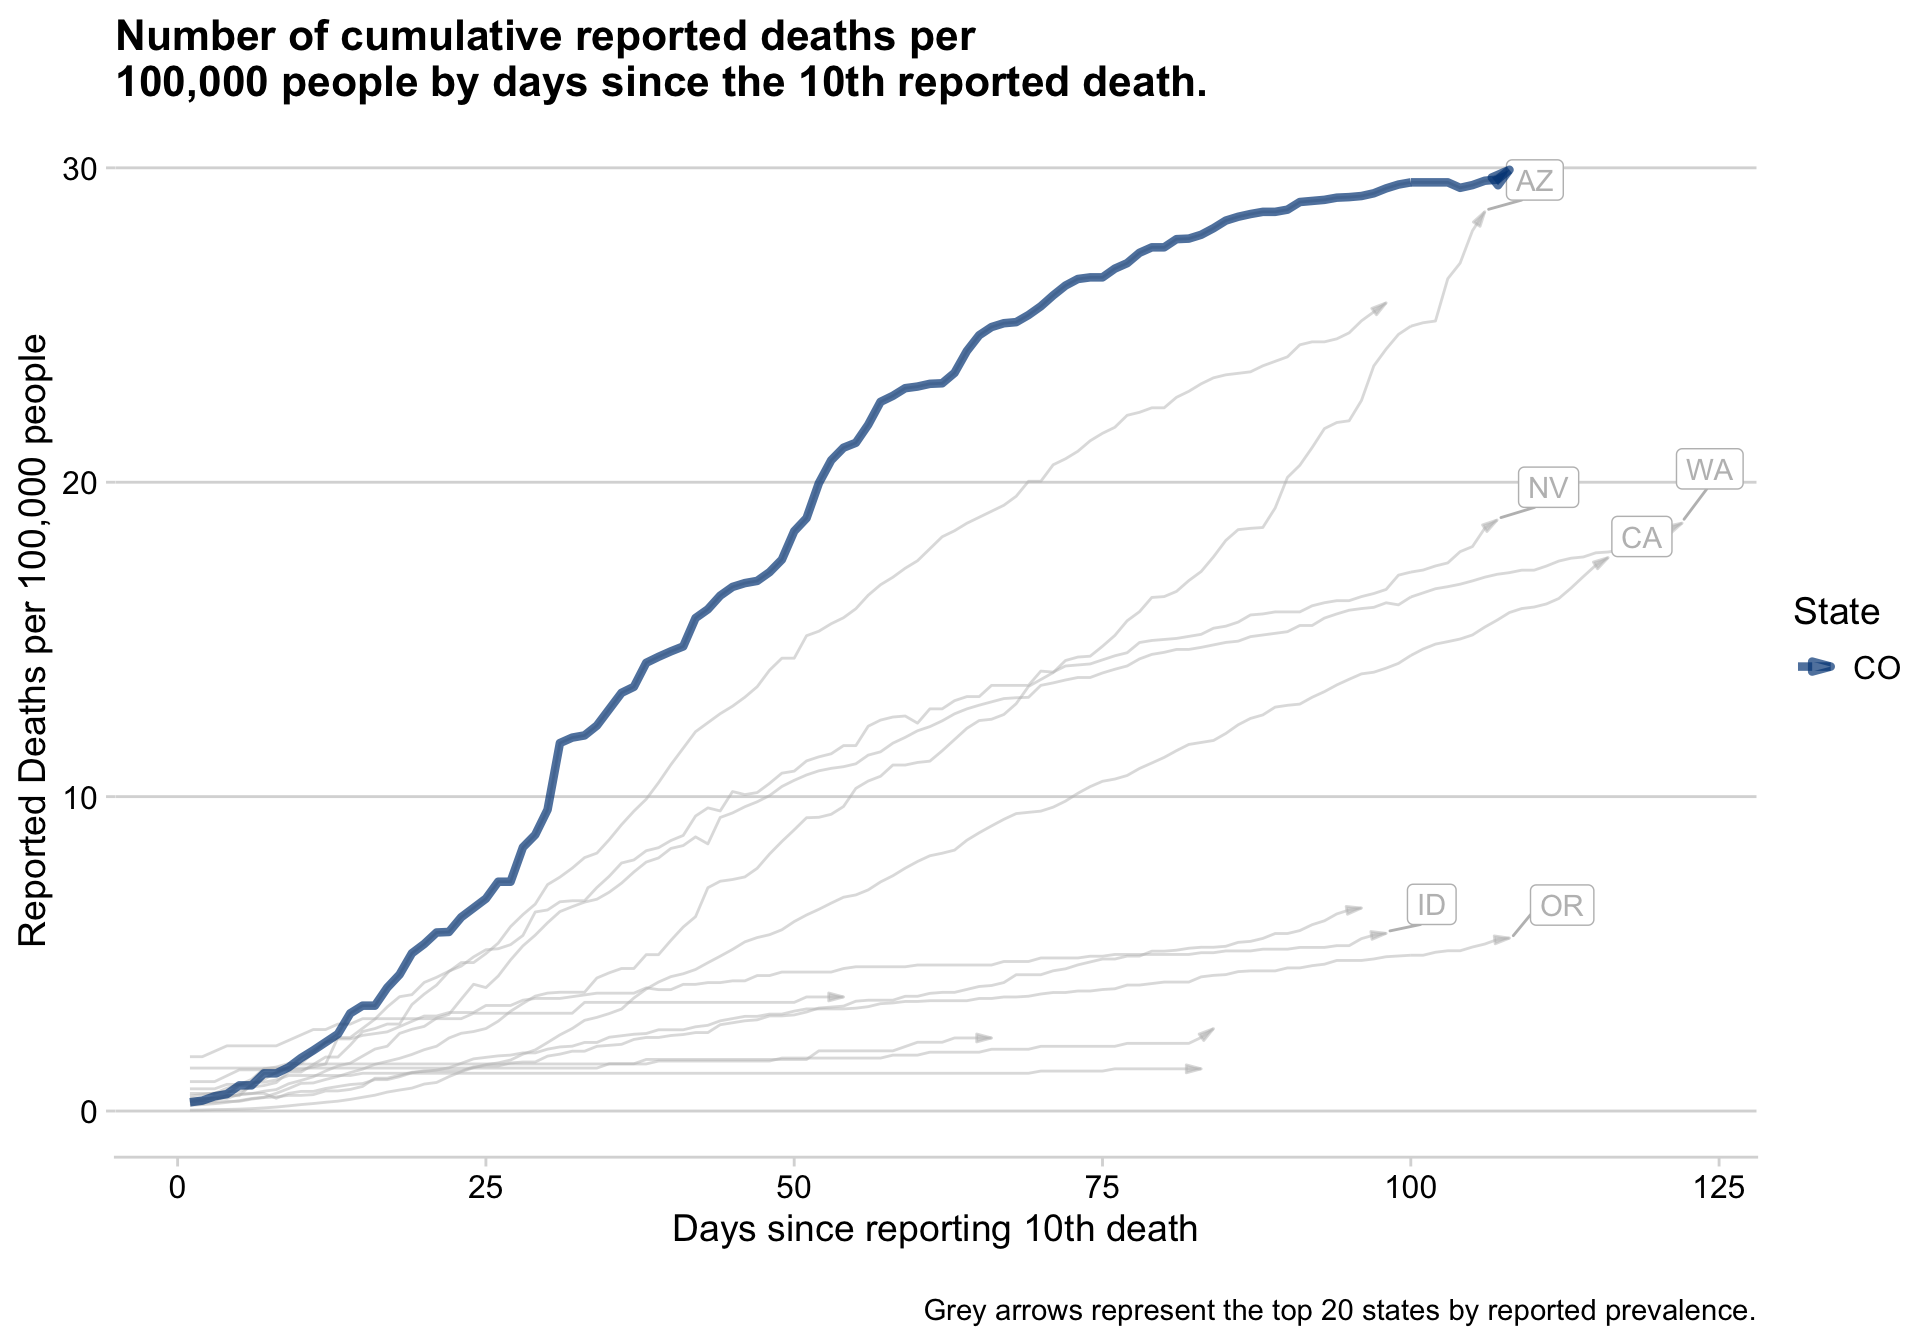 Number of cumulative reported deaths per
100,000 people by days since the 10th reported death.
Reported Deaths per 100,000 people
30
20
10
0
AZ
WA
NV
CA
ID
OR
State
CO
0 25 50 75 100 125
Days since reporting 10th death
Grey arrows represent the top 20 states by reported prevalence.